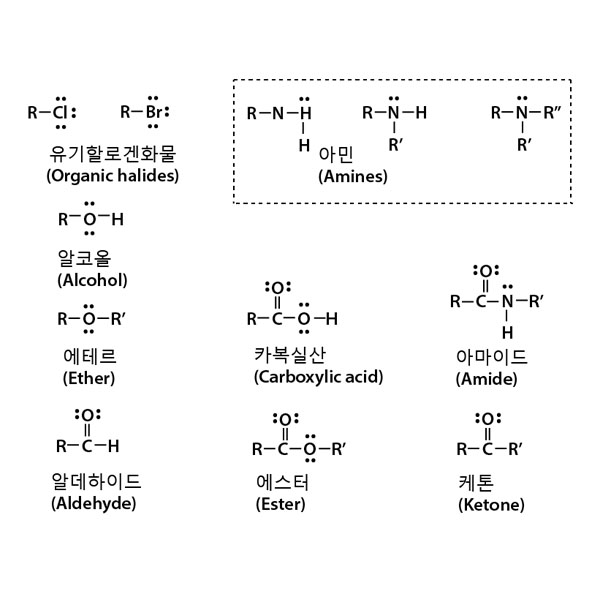 R–Cl: R–Br:
유기할로겐화물
(Organic halides)
R–N–H
H
R–N–H
R′
R–N–R″
R′
아민
(Amines)
R–O–H
알코올
(Alcohol)
R–O–R′
에테르
(Ether)
:O:
R–C–O–H
카복실산
(Carboxylic acid)
:O:
R–C–N–R′
H
아마이드
(Amide)
:O:
R–C–H
알데하이드
(Aldehyde)
:O:
R–C–O–R′
에스터
(Ester)
:O:
R–C–R′
케톤
(Ketone)